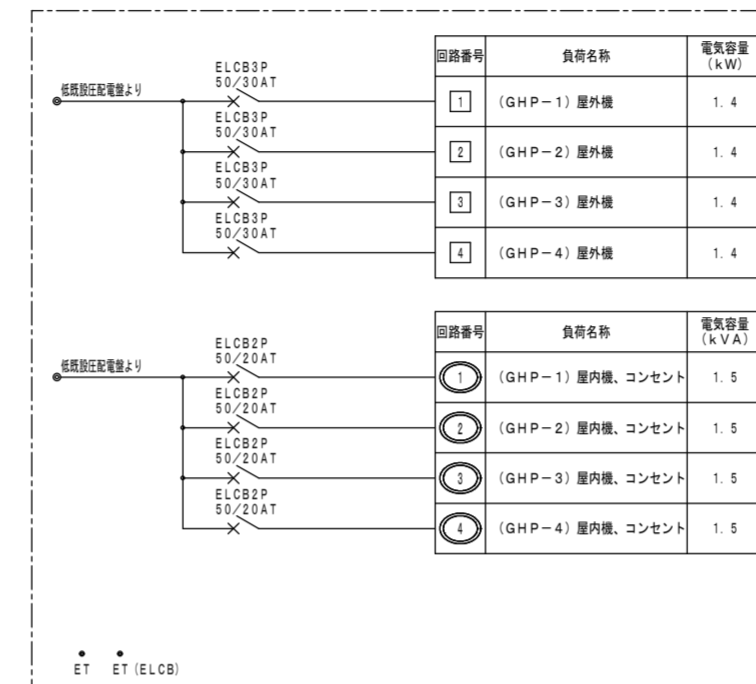 回路番号 負荷名称 電気容量
(kW)
低既設圧配電盤より
ELCB3P
50/30AT
1 (GHP-1)屋外機 1.4
ELCB3P
50/30AT
2 (GHP-2)屋外機 1.4
ELCB3P
50/30AT
3 (GHP-3)屋外機 1.4
ELCB3P
50/30AT
4 (GHP-4)屋外機 1.4
回路番号 負荷名称 電気容量
(kVA)
低既設圧配電盤より
ELCB2P
50/20AT
1 (GHP-1)屋内機、コンセント 1.5
ELCB2P
50/20AT
2 (GHP-2)屋内機、コンセント 1.5
ELCB2P
50/20AT
3 (GHP-3)屋内機、コンセント 1.5
ELCB2P
50/20AT
4 (GHP-4)屋内機、コンセント 1.5
ET ET(ELCB)